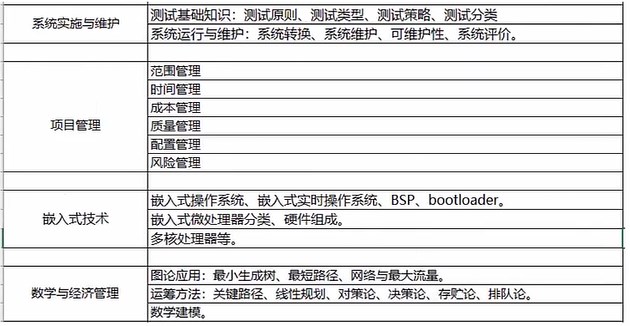 系统实施与维护
测试基础知识：测试原则、测试类型、测试策略、测试分类
系统运行与维护：系统转换、系统维护、可维护性、系统评价。
项目管理
范围管理
时间管理
成本管理
质量管理
配置管理
风险管理
嵌入式技术
嵌入式操作系统、嵌入式实时操作系统、BSP、bootloader。
嵌入式微处理器分类、硬件组成。
多核处理器等。
数学与经济管理
图论应用：最小生成树、最短路径、网络与最大流量。
运筹方法：关键路径、线性规划、对策论、决策论、存贮论、排队论。
数学建模。